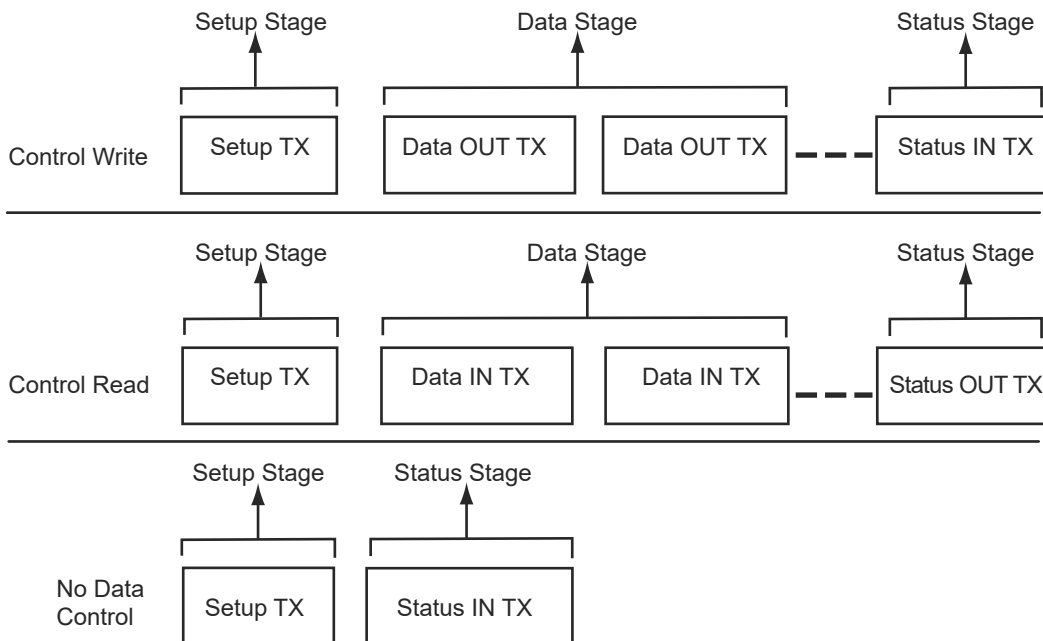 Setup Stage Data Stage Status Stage
Control Write Setup TX Data OUT TX Data OUT TX Status IN TX
Setup Stage Data Stage Status Stage
Control Read Setup TX Data IN TX Data IN TX Status OUT TX
Setup Stage Status Stage
No Data
Control Setup TX Status IN TX